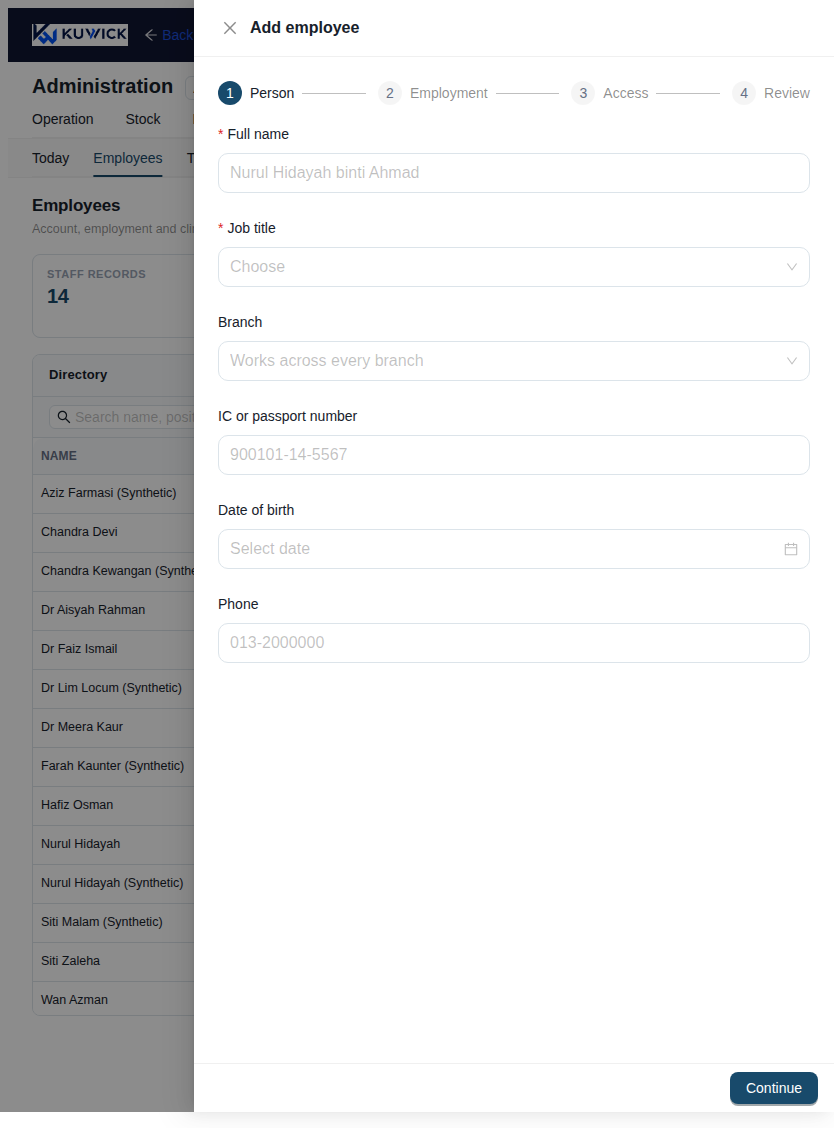 KUWICK
Back
Administration
Operation
Stock
Today
Employees
T
Employees
Account, employment and cli
STAFF RECORDS
14
Directory
Search name, posit
NAME
Aziz Farmasi (Synthetic)
Chandra Devi
Chandra Kewangan (Synthe
Dr Aisyah Rahman
Dr Faiz Ismail
Dr Lim Locum (Synthetic)
Dr Meera Kaur
Farah Kaunter (Synthetic)
Hafiz Osman
Nurul Hidayah
Nurul Hidayah (Synthetic)
Siti Malam (Synthetic)
Siti Zaleha
Wan Azman
Add employee
1 Person
2 Employment
3 Access
4 Review
* Full name
Nurul Hidayah binti Ahmad
* Job title
Choose
Branch
Works across every branch
IC or passport number
900101-14-5567
Date of birth
Select date
Phone
013-2000000
Continue